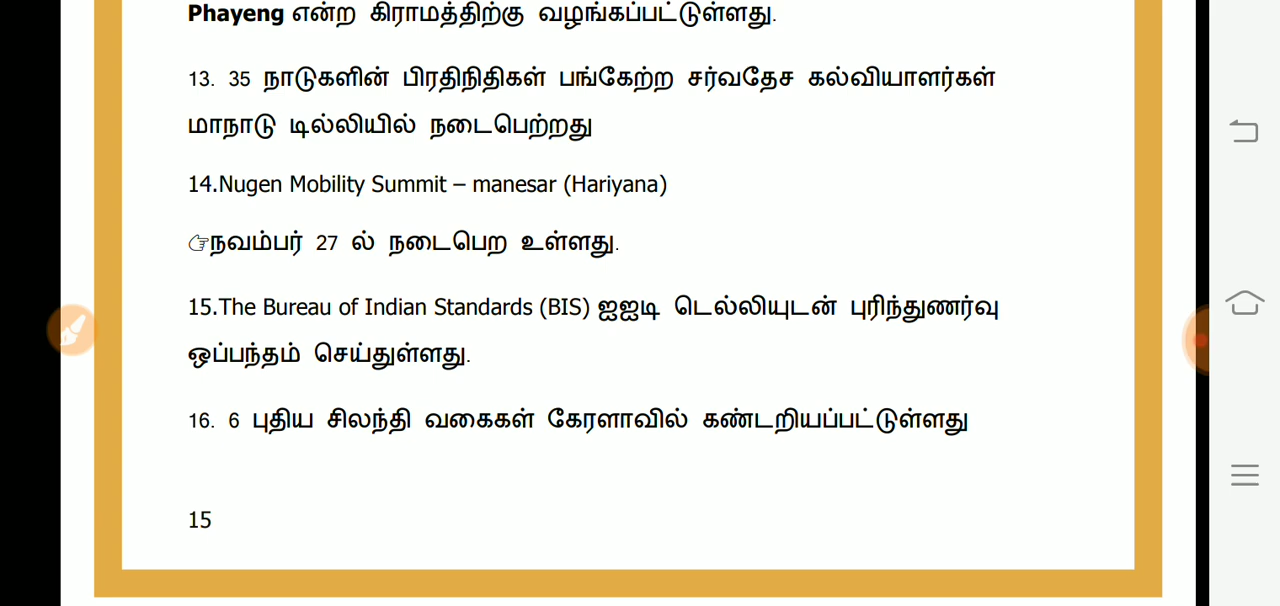 Phayeng என்ற கிராமத்திற்கு வழங்கப்பட்டுள்ளது.
13. 35 நாடுகளின் பிரதிநிதிகள் பங்கேற்ற சர்வதேச கல்வியாளர்கள்
மாநாடு டில்லியில் நடைபெற்றது
14.Nugen Mobility Summit – manesar (Hariyana)
👉நவம்பர் 27 ல் நடைபெற உள்ளது.
15.The Bureau of Indian Standards (BIS) ஐஐடி டெல்லியுடன் புரிந்துணர்வு
ஒப்பந்தம் செய்துள்ளது.
16. 6 புதிய சிலந்தி வகைகள் கேரளாவில் கண்டறியப்பட்டுள்ளது
15